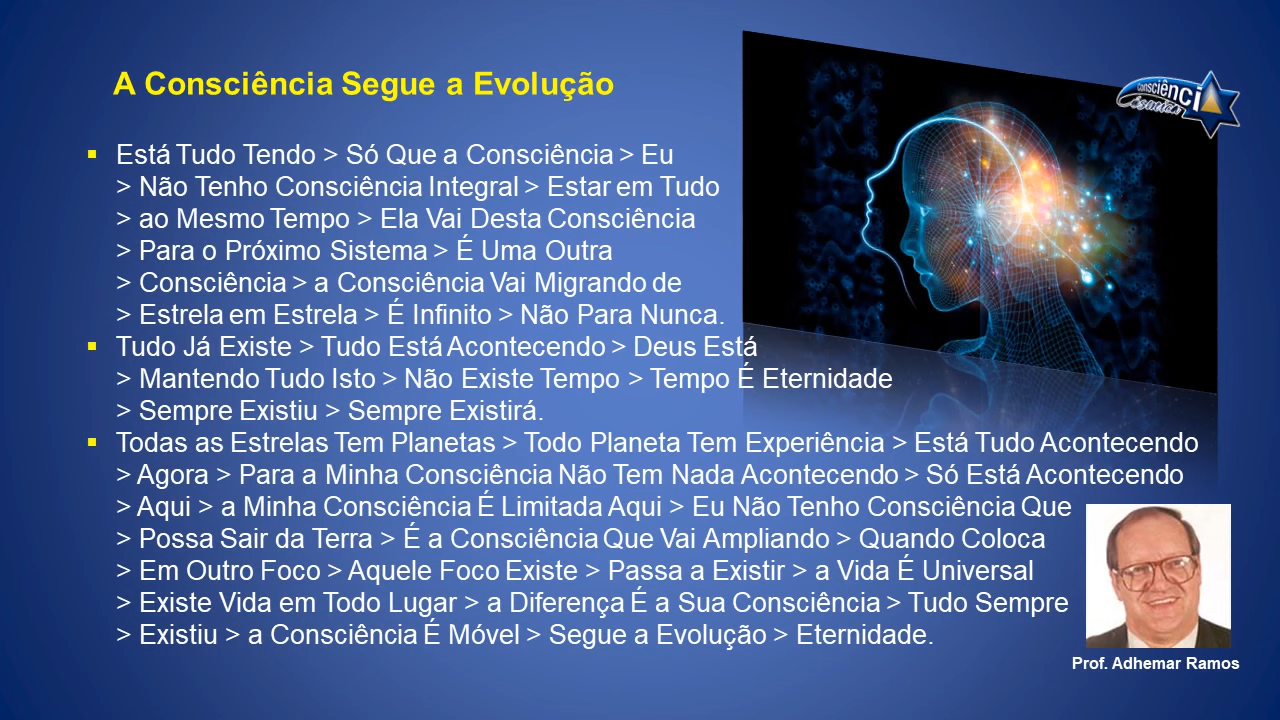 A Consciência Segue a Evolução
Consciência
Cósmica
▪ Está Tudo Tendo > Só Que a Consciência > Eu
> Não Tenho Consciência Integral > Estar em Tudo
> ao Mesmo Tempo > Ela Vai Desta Consciência
> Para o Próximo Sistema > É Uma Outra
> Consciência > a Consciência Vai Migrando de
> Estrela em Estrela > É Infinito > Não Para Nunca.
▪ Tudo Já Existe > Tudo Está Acontecendo > Deus Está
> Mantendo Tudo Isto > Não Existe Tempo > Tempo É Eternidade
> Sempre Existiu > Sempre Existirá.
▪ Todas as Estrelas Tem Planetas > Todo Planeta Tem Experiência > Está Tudo Acontecendo
> Agora > Para a Minha Consciência Não Tem Nada Acontecendo > Só Está Acontecendo
> Aqui > a Minha Consciência É Limitada Aqui > Eu Não Tenho Consciência Que
> Possa Sair da Terra > É a Consciência Que Vai Ampliando > Quando Coloca
> Em Outro Foco > Aquele Foco Existe > Passa a Existir > a Vida É Universal
> Existe Vida em Todo Lugar > a Diferença É a Sua Consciência > Tudo Sempre
> Existiu > a Consciência É Móvel > Segue a Evolução > Eternidade.
Prof. Adhemar Ramos